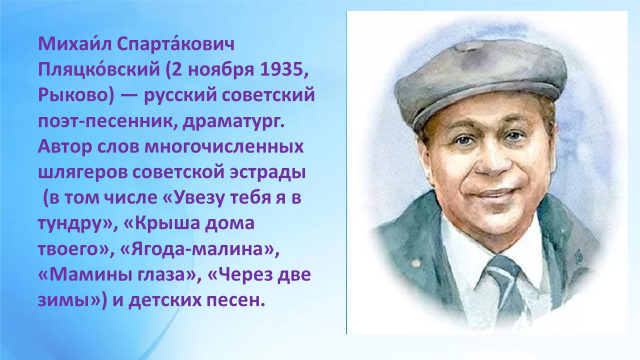 Михаи́л Спарта́кович
Пляцко́вский (2 ноября 1935,
Рыково) — русский советский
поэт-песенник, драматург.
Автор слов многочисленных
шлягеров советской эстрады
(в том числе «Увезу тебя я в
тундру», «Крыша дома
твоего», «Ягода-малина»,
«Мамины глаза», «Через две
зимы») и детских песен.